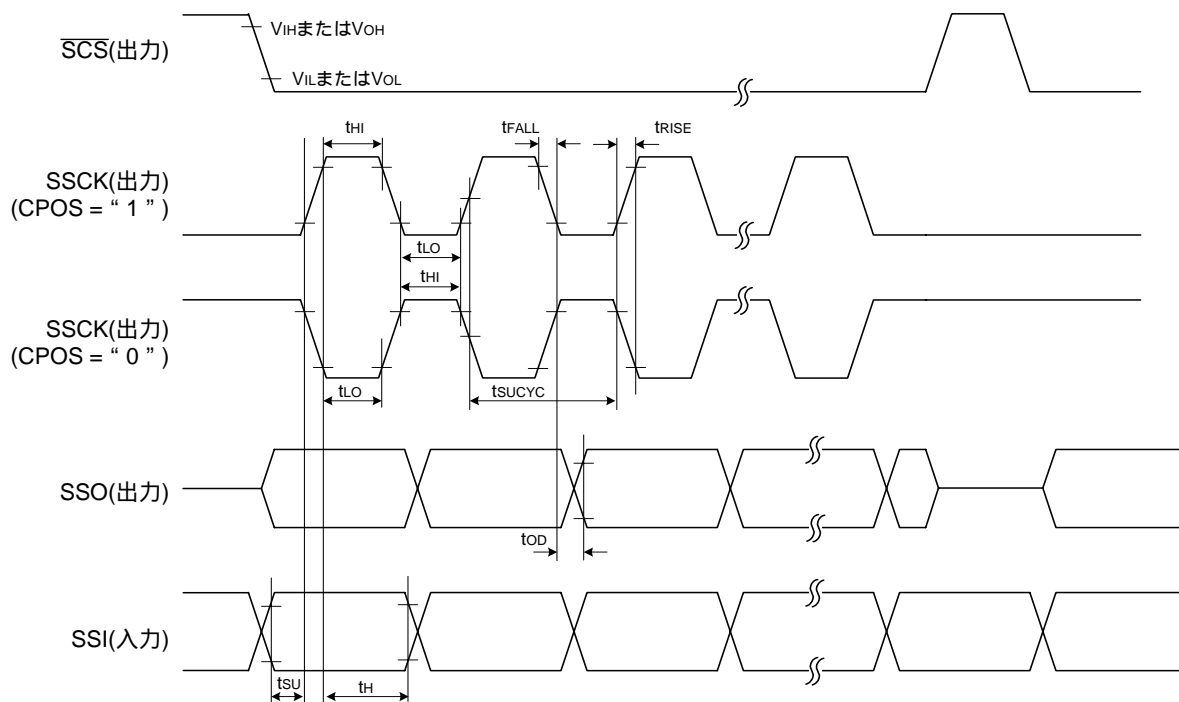 SCS(出力)
VIHまたはVOH
VILまたはVOL
tHI
tFALL
tRISE
SSCK(出力)
(CPOS = “ 1 ” )
tLO
tHI
SSCK(出力)
(CPOS = “ 0 ” )
tLO
tSUCYC
SSO(出力)
tOD
SSI(入力)
tSU
tH